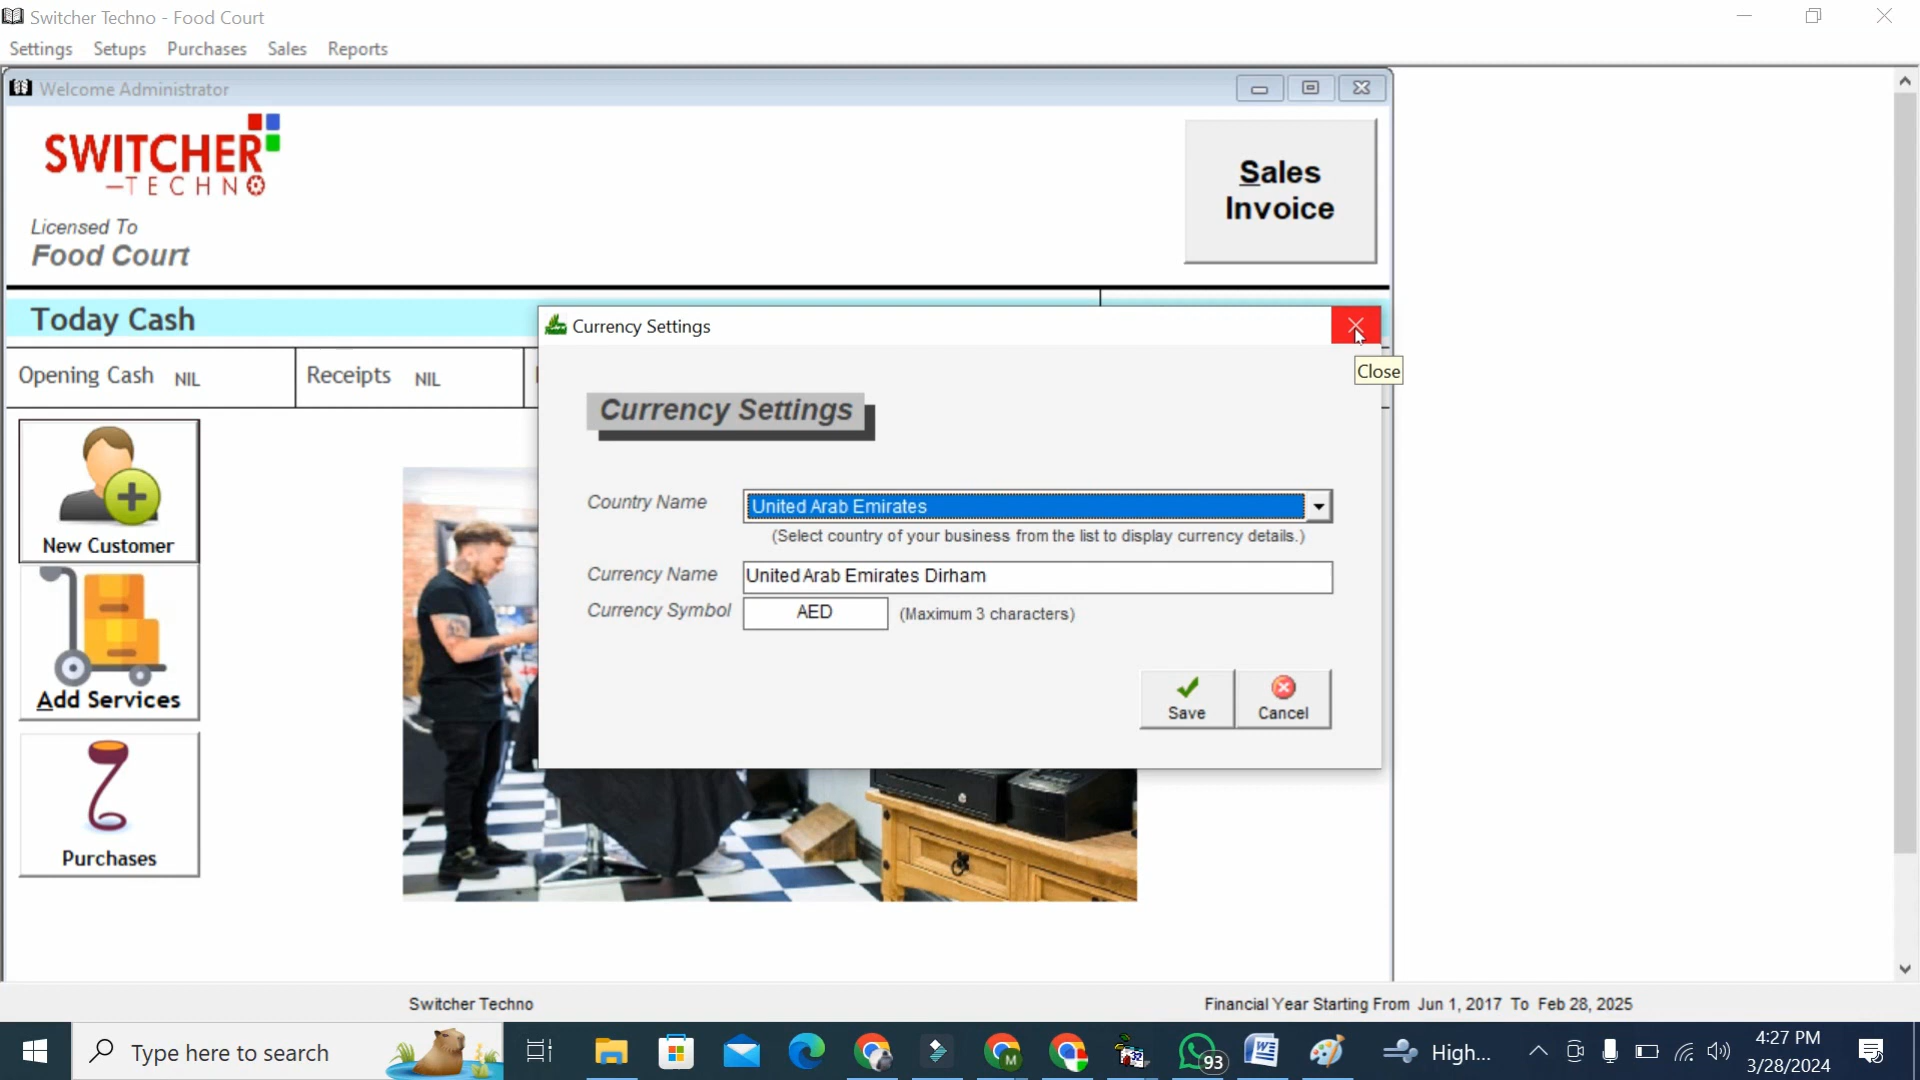 Switcher Techno - Food Court
Settings Setups Purchases Sales Reports
Welcome Administrator
SWITCHER
TECHNO
Licensed To
Food Court
Sales
Invoice
Today Cash
Opening Cash NIL Receipts NIL
Currency Settings
Close
Currency Settings
Country Name United Arab Emirates
(Select country of your business from the list to display currency details.)
Currency Name United Arab Emirates Dirham
Currency Symbol AED (Maximum 3 characters)
Save Cancel
New Customer
Add Services
Purchases
Switcher Techno Financial Year Starting From Jun 1, 2017 To Feb 28, 2025
Type here to search
93
High...
4:27 PM
3/28/2024